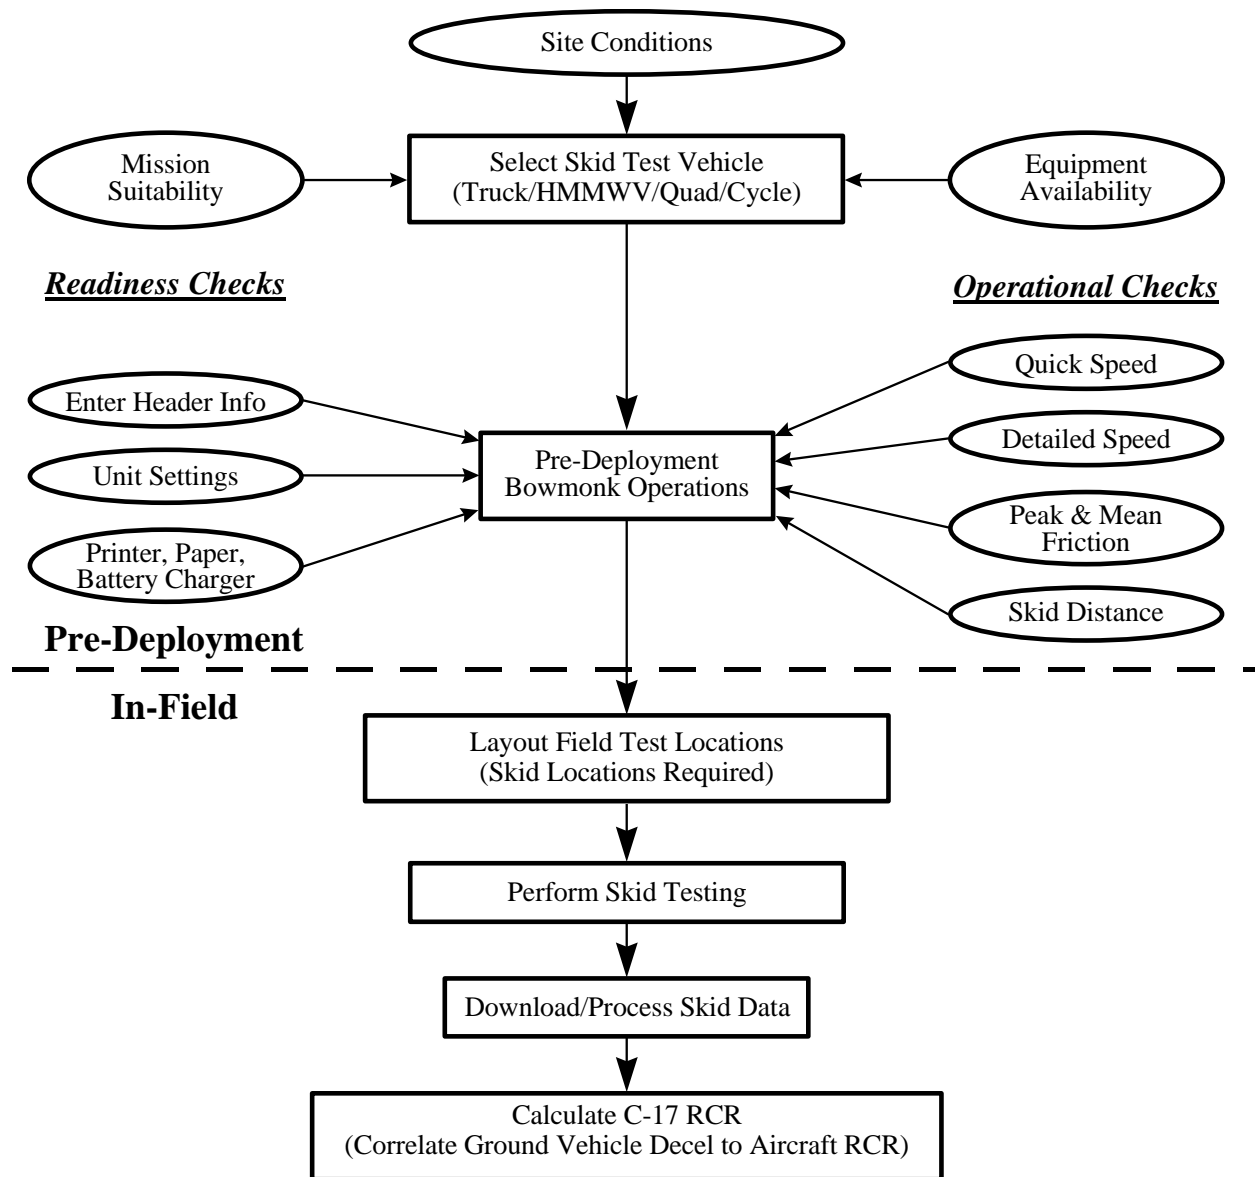 Site Conditions
Mission
Suitability
Select Skid Test Vehicle
(Truck/HMMWV/Quad/Cycle)
Equipment
Availability
Readiness Checks
Operational Checks
Enter Header Info
Unit Settings
Printer, Paper,
Battery Charger
Pre-Deployment
Bowmonk Operations
Quick Speed
Detailed Speed
Peak & Mean
Friction
Skid Distance
Pre-Deployment
In-Field
Layout Field Test Locations
(Skid Locations Required)
Perform Skid Testing
Download/Process Skid Data
Calculate C-17 RCR
(Correlate Ground Vehicle Decel to Aircraft RCR)